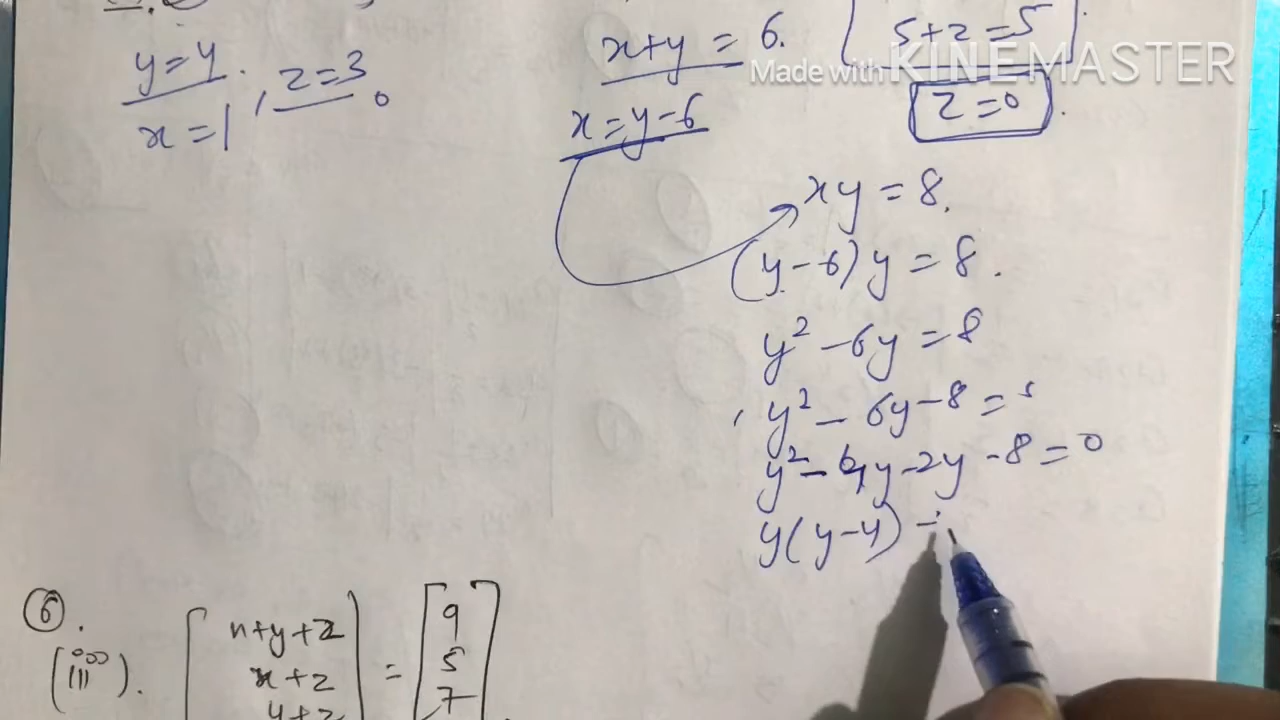 y=4, z=3.
x=1
x+y = 6.
x=y-6
5+z=5
z=0.
Made with KINEMASTER
xy = 8.
(y-6)y = 8.
y² - 6y = 8
y² - 6y - 8 =
y² - 4y - 2y - 8 = 0
y(y-4) -
6.
(iii). [x+y+z] = [9
x+z 5
y+z 7]